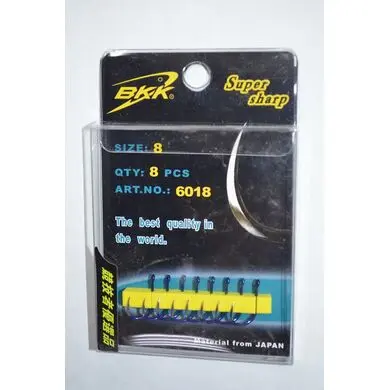 BKK®
Super
sharp
SIZE: 8
QTY: 8 PCS
ART.NO.: 6018
The best quality in
the world.
Material from JAPAN